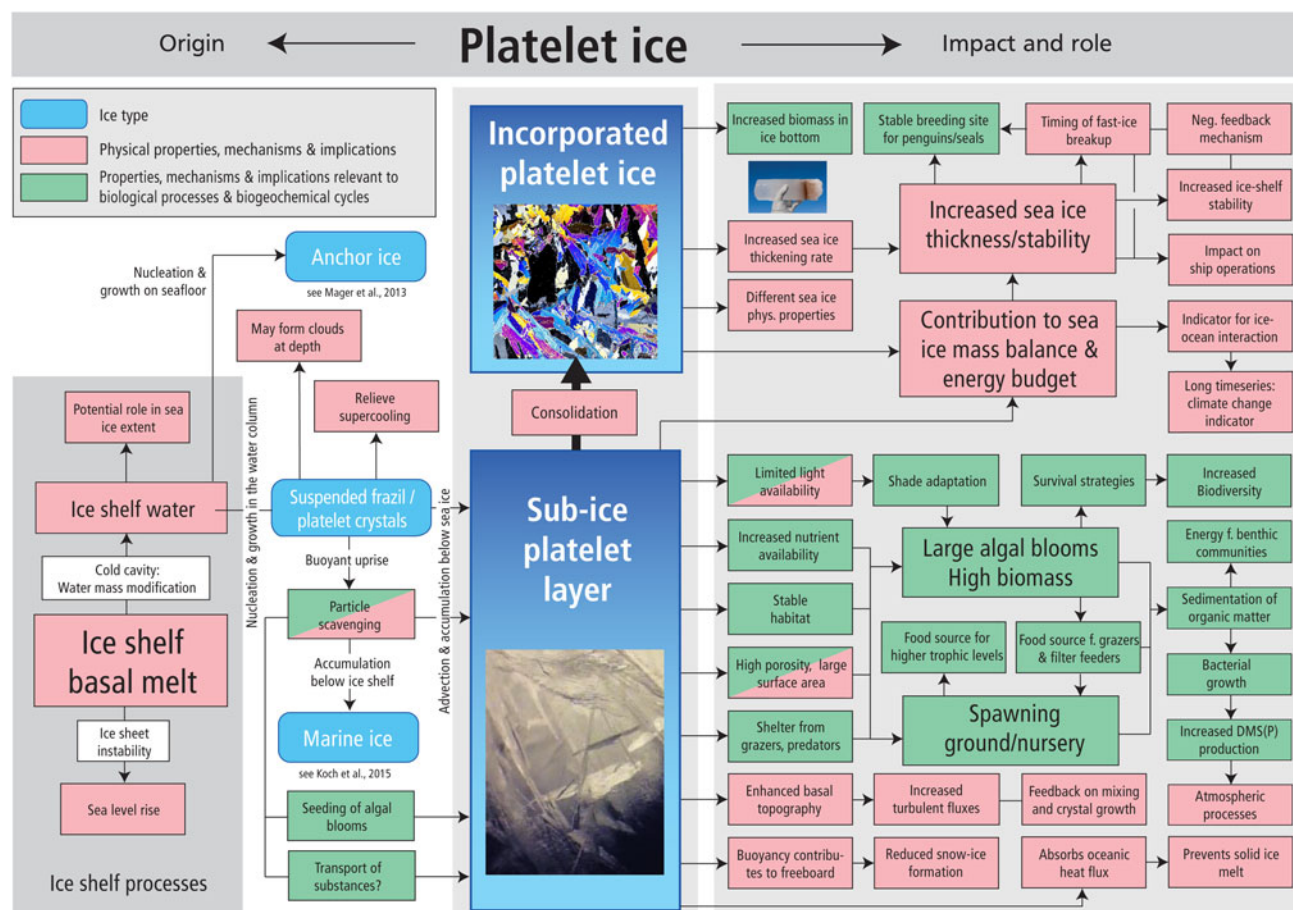 Origin
Platelet ice
Impact and role
Ice type
Physical properties, mechanisms & implications
Properties, mechanisms & implications relevant to
biological processes & biogeochemical cycles
Nucleation &
growth on seafloor
Anchor ice
see Mager et al., 2013
May form clouds
at depth
Relieve
supercooling
Potential role in sea
ice extent
Ice shelf water
Cold cavity:
Water mass modification
Ice shelf
basal melt
Ice sheet
instability
Sea level rise
Ice shelf processes
Nucleation & growth in the water column
Suspended frazil /
platelet crystals
Buoyant uprise
Particle
scavenging
Accumulation
below ice shelf
Marine ice
see Koch et al., 2015
Seeding of algal
blooms
Transport of
substances?
Advection & accumulation below sea ice
Incorporated
platelet ice
Consolidation
Sub-ice
platelet
layer
Increased biomass in
ice bottom
Stable breeding site
for penguins/seals
Timing of fast-ice
breakup
Neg. feedback
mechanism
Increased sea ice
thickening rate
Increased sea ice
thickness/stability
Increased ice-shelf
stability
Impact on
ship operations
Different sea ice
phys. properties
Contribution to sea
ice mass balance &
energy budget
Indicator for ice-
ocean interaction
Long timeseries:
climate change
indicator
Limited light
availability
Shade adaptation
Survival strategies
Increased
Biodiversity
Increased nutrient
availability
Large algal blooms
High biomass
Energy f. benthic
communities
Stable
habitat
Sedimentation of
organic matter
Food source for
higher trophic levels
Food source f. grazers
& filter feeders
High porosity, large
surface area
Bacterial
growth
Shelter from
grazers, predators
Spawning
ground/nursery
Increased DMS(P)
production
Enhanced basal
topography
Increased
turbulent fluxes
Feedback on mixing
and crystal growth
Atmospheric
processes
Buoyancy contribu-
tes to freeboard
Reduced snow-ice
formation
Absorbs oceanic
heat flux
Prevents solid ice
melt